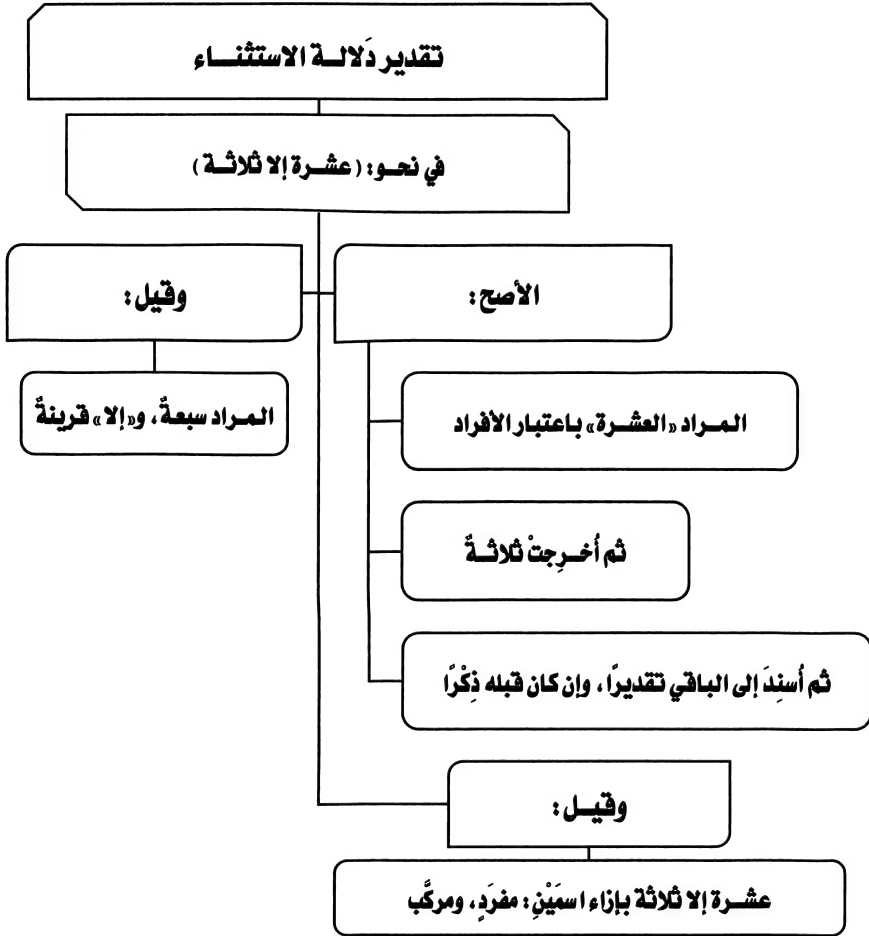 تقدير دَلالة الاستثناء
في نحو: (عشرة إلا ثلاثة)
الأصح:
المراد «العشرة» باعتبار الأفراد
ثم أُخرِجتْ ثلاثةٌ
ثم أُسنِدَ إلى الباقي تقديرًا، وإن كان قبله ذِكْرًا
وقيل:
المراد سبعةٌ، و«إلا» قرينةٌ
وقيل:
عشرة إلا ثلاثة بإزاء اسمَيْنِ: مفرَدٍ، ومركَّب